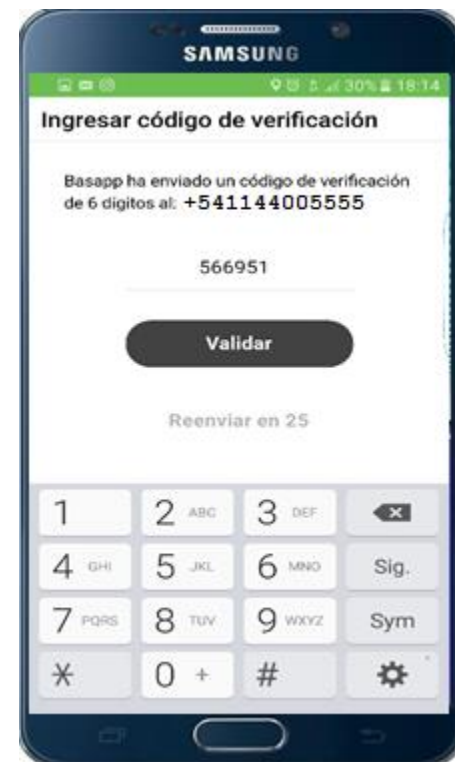 SAMSUNG
30% 18:14
Ingresar código de verificación
Basapp ha enviado un código de verificación
de 6 digitos al: +541144005555
566951
Validar
Reenviar en 25
1 2 ABC 3 DEF
4 GHI 5 JKL 6 MNO Sig.
7 PQRS 8 TUV 9 WXYZ Sym
* 0 + #